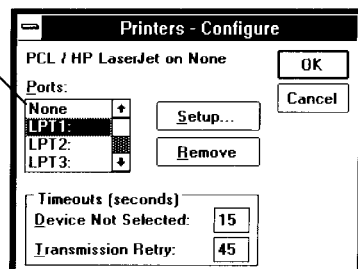 Printers - Configure
PCL / HP LaserJet on None
OK
Cancel
Ports:
None
LPT1:
LPT2:
LPT3:
Setup...
Remove
Timeouts (seconds)
Device Not Selected: 15
Transmission Retry: 45